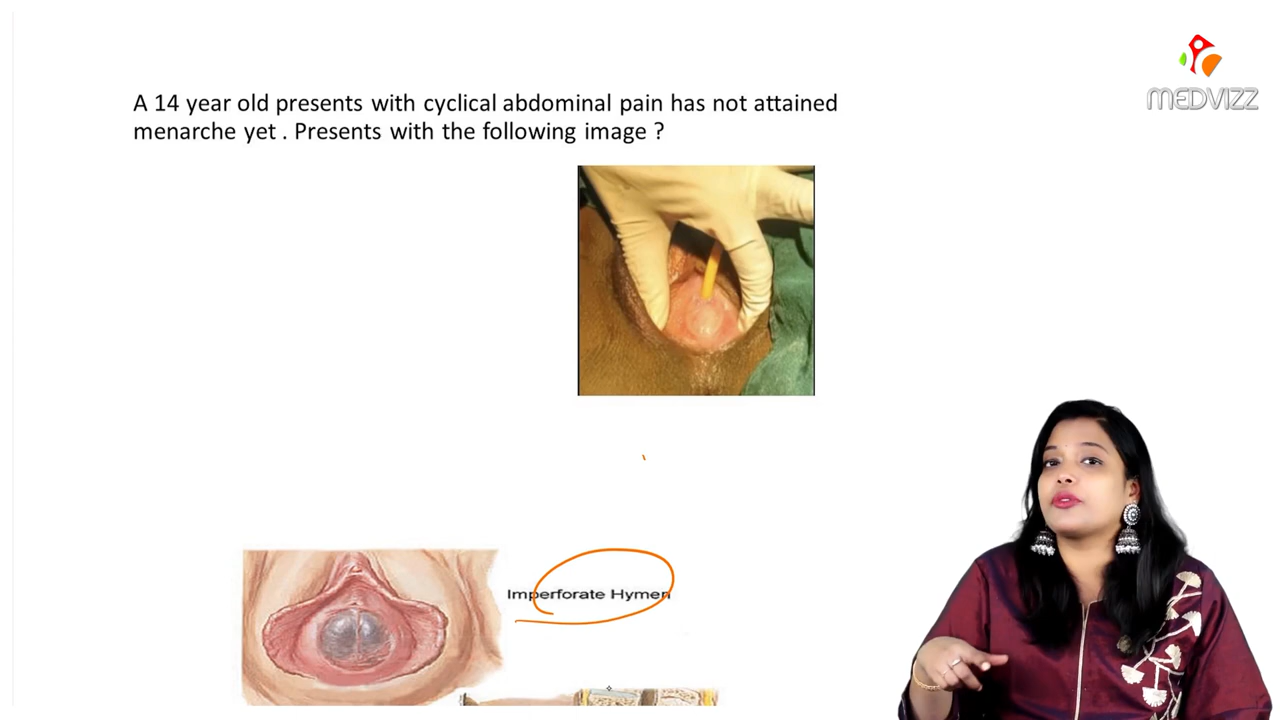 MEDVIZZ
A 14 year old presents with cyclical abdominal pain has not attained
menarche yet . Presents with the following image ?
Imperforate Hymen